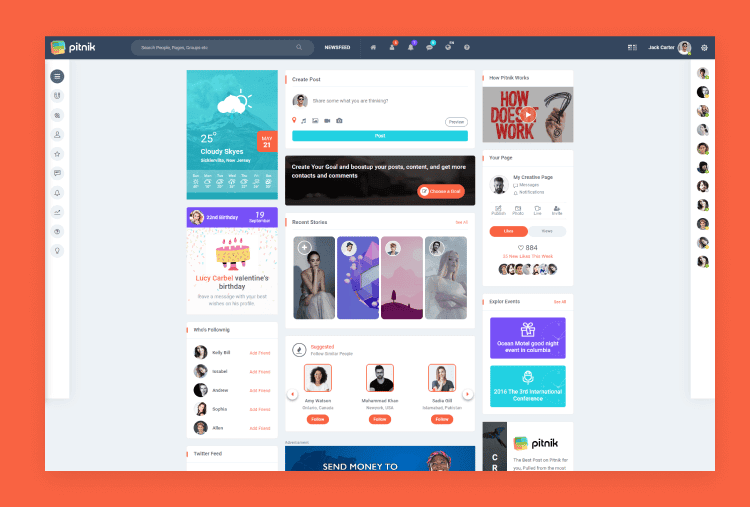 pitnik
Search People, Pages, Groups etc
NEWSFEED
Jack Carter
25°
MAY
21
Cloudy Skyes
Sicklervilte, New Jersey
Sun Mon Tue Wed Thu Fri Sat
22nd Birthday
19
September
Lucy Carbel valentine's
birthday
Leave a message with your best
wishes on his profile.
Who's Following
Kelly Bill
Add Friend
Issabel
Add Friend
Andrew
Add Friend
Sophia
Add Friend
Allen
Add Friend
Twitter Feed
Create Post
Share some what you are thinking?
Preview
Post
Create Your Goal and boostup your posts, content, and get more
contacts and comments
Choose a Goal
Recent Stories
See All
Suggested
Follow Similar People
Amy Watson
Ontario, Canada
Follow
Muhammad Khan
Newyork, USA
Follow
Sadia Gill
Islamabad, Pakistan
Follow
Advertisment
SEND MONEY TO
How Pitnik Works
HOW
DOES IT
WORK
Your Page
My Creative Page
Messages
Notifications
Publish
Photo
Live
Invite
Likes
Views
884
35 New Likes This Week
Explor Events
See All
Ocean Motel good night
event in columbia
2016 The 3rd International
Conference
C
R
pitnik
The Best Post on Pitnik for
you, Pulled from the most